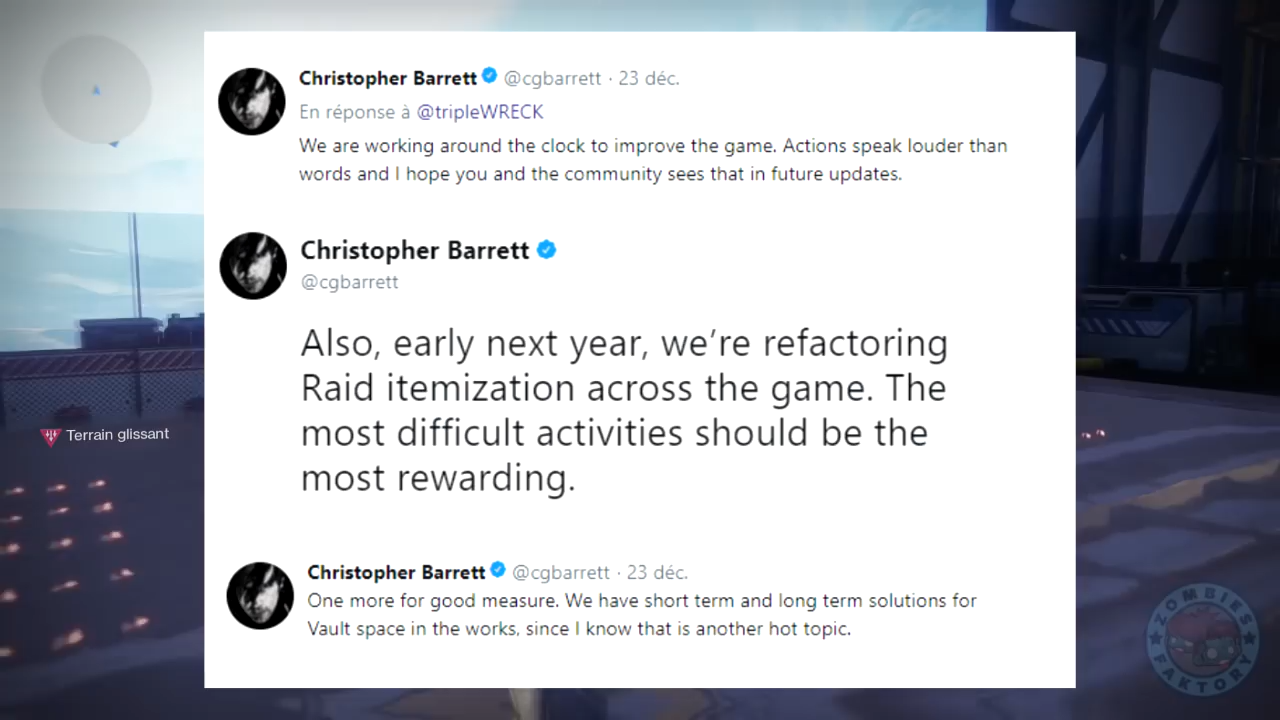 Christopher Barrett @cgbarrett · 23 déc.
En réponse à @tripleWRECK
We are working around the clock to improve the game. Actions speak louder than
words and I hope you and the community sees that in future updates.
Christopher Barrett
@cgbarrett
Also, early next year, we’re refactoring
Raid itemization across the game. The
most difficult activities should be the
most rewarding.
Terrain glissant
Christopher Barrett @cgbarrett · 23 déc.
One more for good measure. We have short term and long term solutions for
Vault space in the works, since I know that is another hot topic.
ZOMBIES
FAKTORY